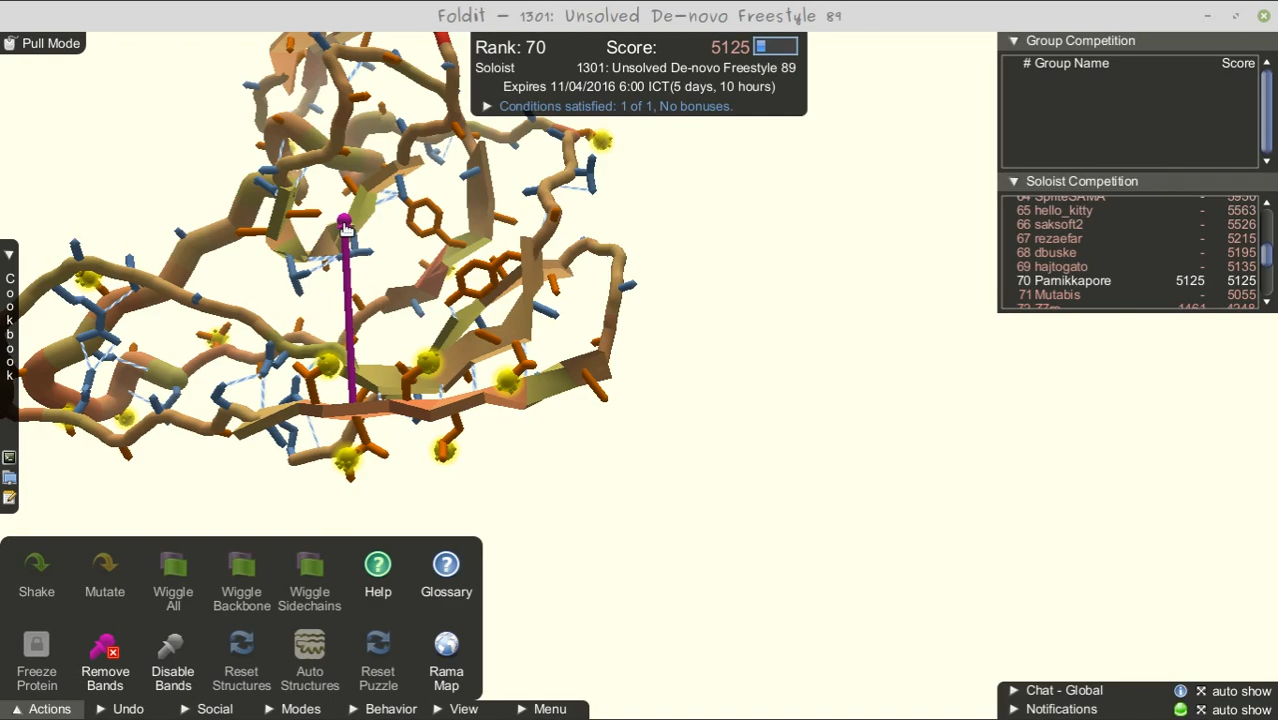 Foldit - 1301: Unsolved De-novo Freestyle 89
Pull Mode
Rank: 70 Score: 5125
Soloist 1301: Unsolved De-novo Freestyle 89
Expires 11/04/2016 6:00 ICT(5 days, 10 hours)
Conditions satisfied: 1 of 1, No bonuses.
Group Competition
# Group Name Score
Soloist Competition
65 hello_kitty - 5563
66 saksoft2 - 5526
67 rezaefar - 5215
68 dbuske - 5195
69 hajtogato - 5135
70 Pamikkapore 5125 5125
71 Mutabis - 5055
Cookbook
Shake
Mutate
Wiggle All
Wiggle Backbone
Wiggle Sidechains
Help
Glossary
Freeze Protein
Remove Bands
Disable Bands
Reset Structures
Auto Structures
Reset Puzzle
Rama Map
Actions Undo Social Modes Behavior View Menu
Chat - Global auto show
Notifications auto show